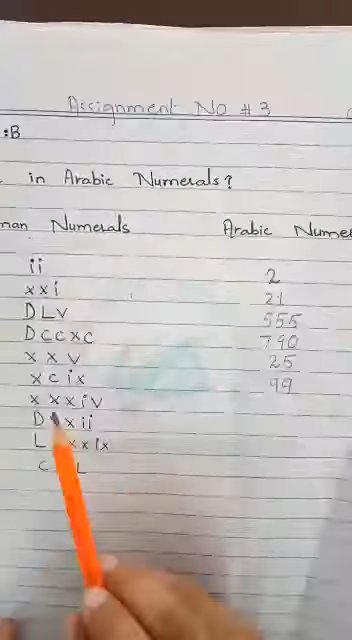 Assignment No # 3
:B
in Arabic Numerals?
man Numerals Arabic Numer
ii 2
xxi 21
DLV 555
DCCXC 790
xxv 25
xcix 99
xxxiv
D xii
L xxix
C L